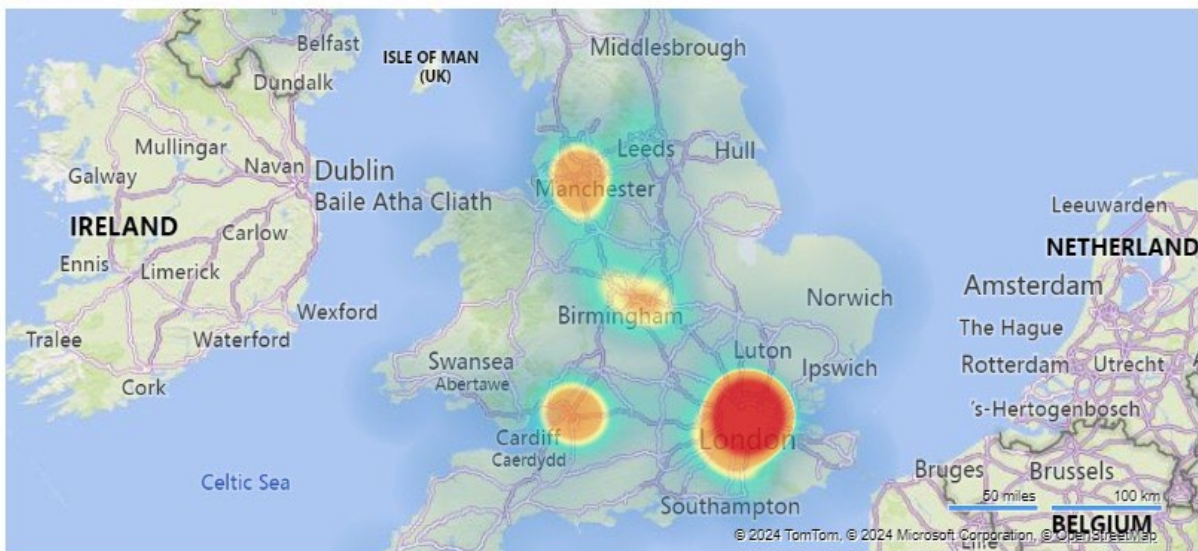 Belfast
ISLE OF MAN
(UK)
Middlesbrough
Dundalk
Mullingar
Navan
Dublin
Leeds
Hull
Galway
Manchester
Baile Atha Cliath
Leeuwarden
IRELAND
Carlow
NETHERLAND
Ennis
Limerick
Amsterdam
Norwich
Birmingham
Wexford
The Hague
Tralee
Waterford
Luton
Swansea
Abertawe
Ipswich
Rotterdam
Utrecht
Cork
's-Hertogenbosch
Cardiff
Caerdydd
London
Bruges
Brussels
Celtic Sea
50 miles
100 km
Southampton
BELGIUM
Lille
© 2024 TomTom, © 2024 Microsoft Corporation, © OpenStreetMap